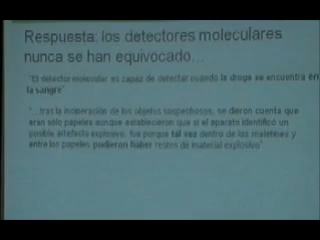 Respuesta: los detectores moleculares
nunca se han equivocado...
"El detector molecular es capaz de detectar cuando la droga se encuentra en
la sangre"
"...tras la incineración de los objetos sospechosos, se dieron cuenta que
eran sólo papeles aunque establecieron que si el aparato identificó un
posible artefacto explosivo, fue porque tal vez dentro de los maletines y
entre los papeles pudieron haber restos de material explosivo"